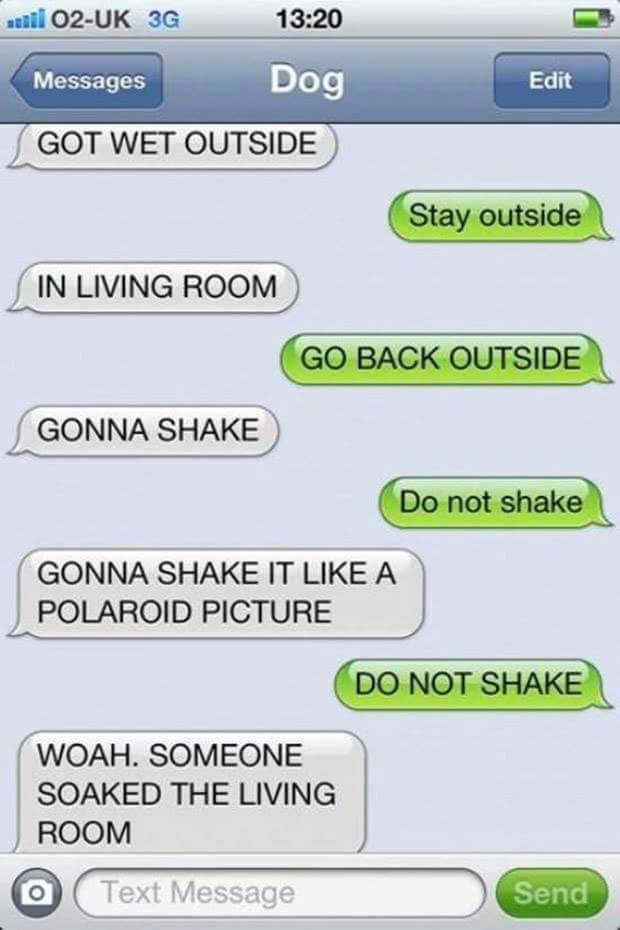 O2-UK 3G 13:20
Messages Dog Edit
GOT WET OUTSIDE
Stay outside
IN LIVING ROOM
GO BACK OUTSIDE
GONNA SHAKE
Do not shake
GONNA SHAKE IT LIKE A
POLAROID PICTURE
DO NOT SHAKE
WOAH. SOMEONE
SOAKED THE LIVING
ROOM
Text Message Send